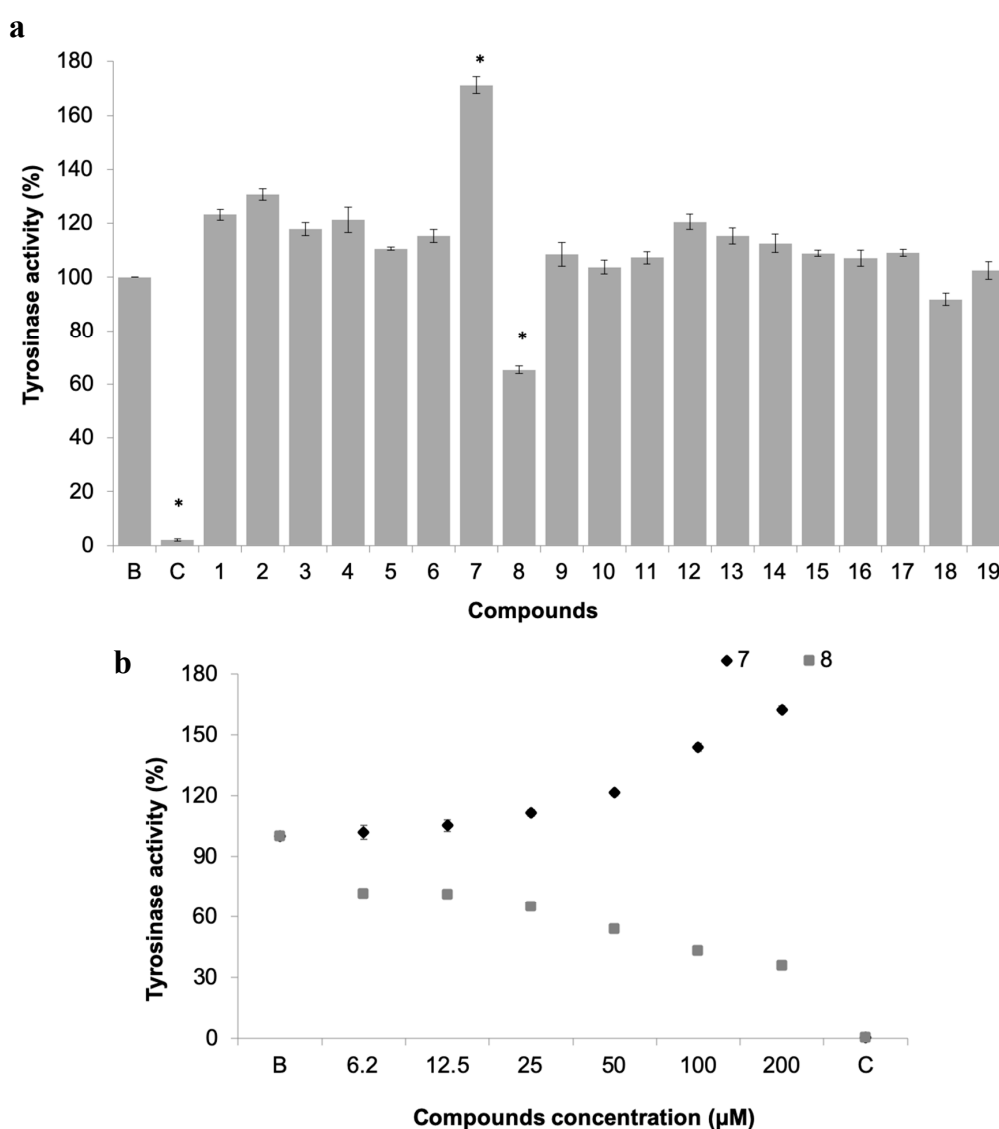 a
180
160
140
120
100
80
60
40
20
0
Tyrosinase activity (%)
* * *
B C 1 2 3 4 5 6 7 8 9 10 11 12 13 14 15 16 17 18 19
Compounds
b
7 8
180
150
120
90
60
30
0
Tyrosinase activity (%)
B 6.2 12.5 25 50 100 200 C
Compounds concentration (µM)